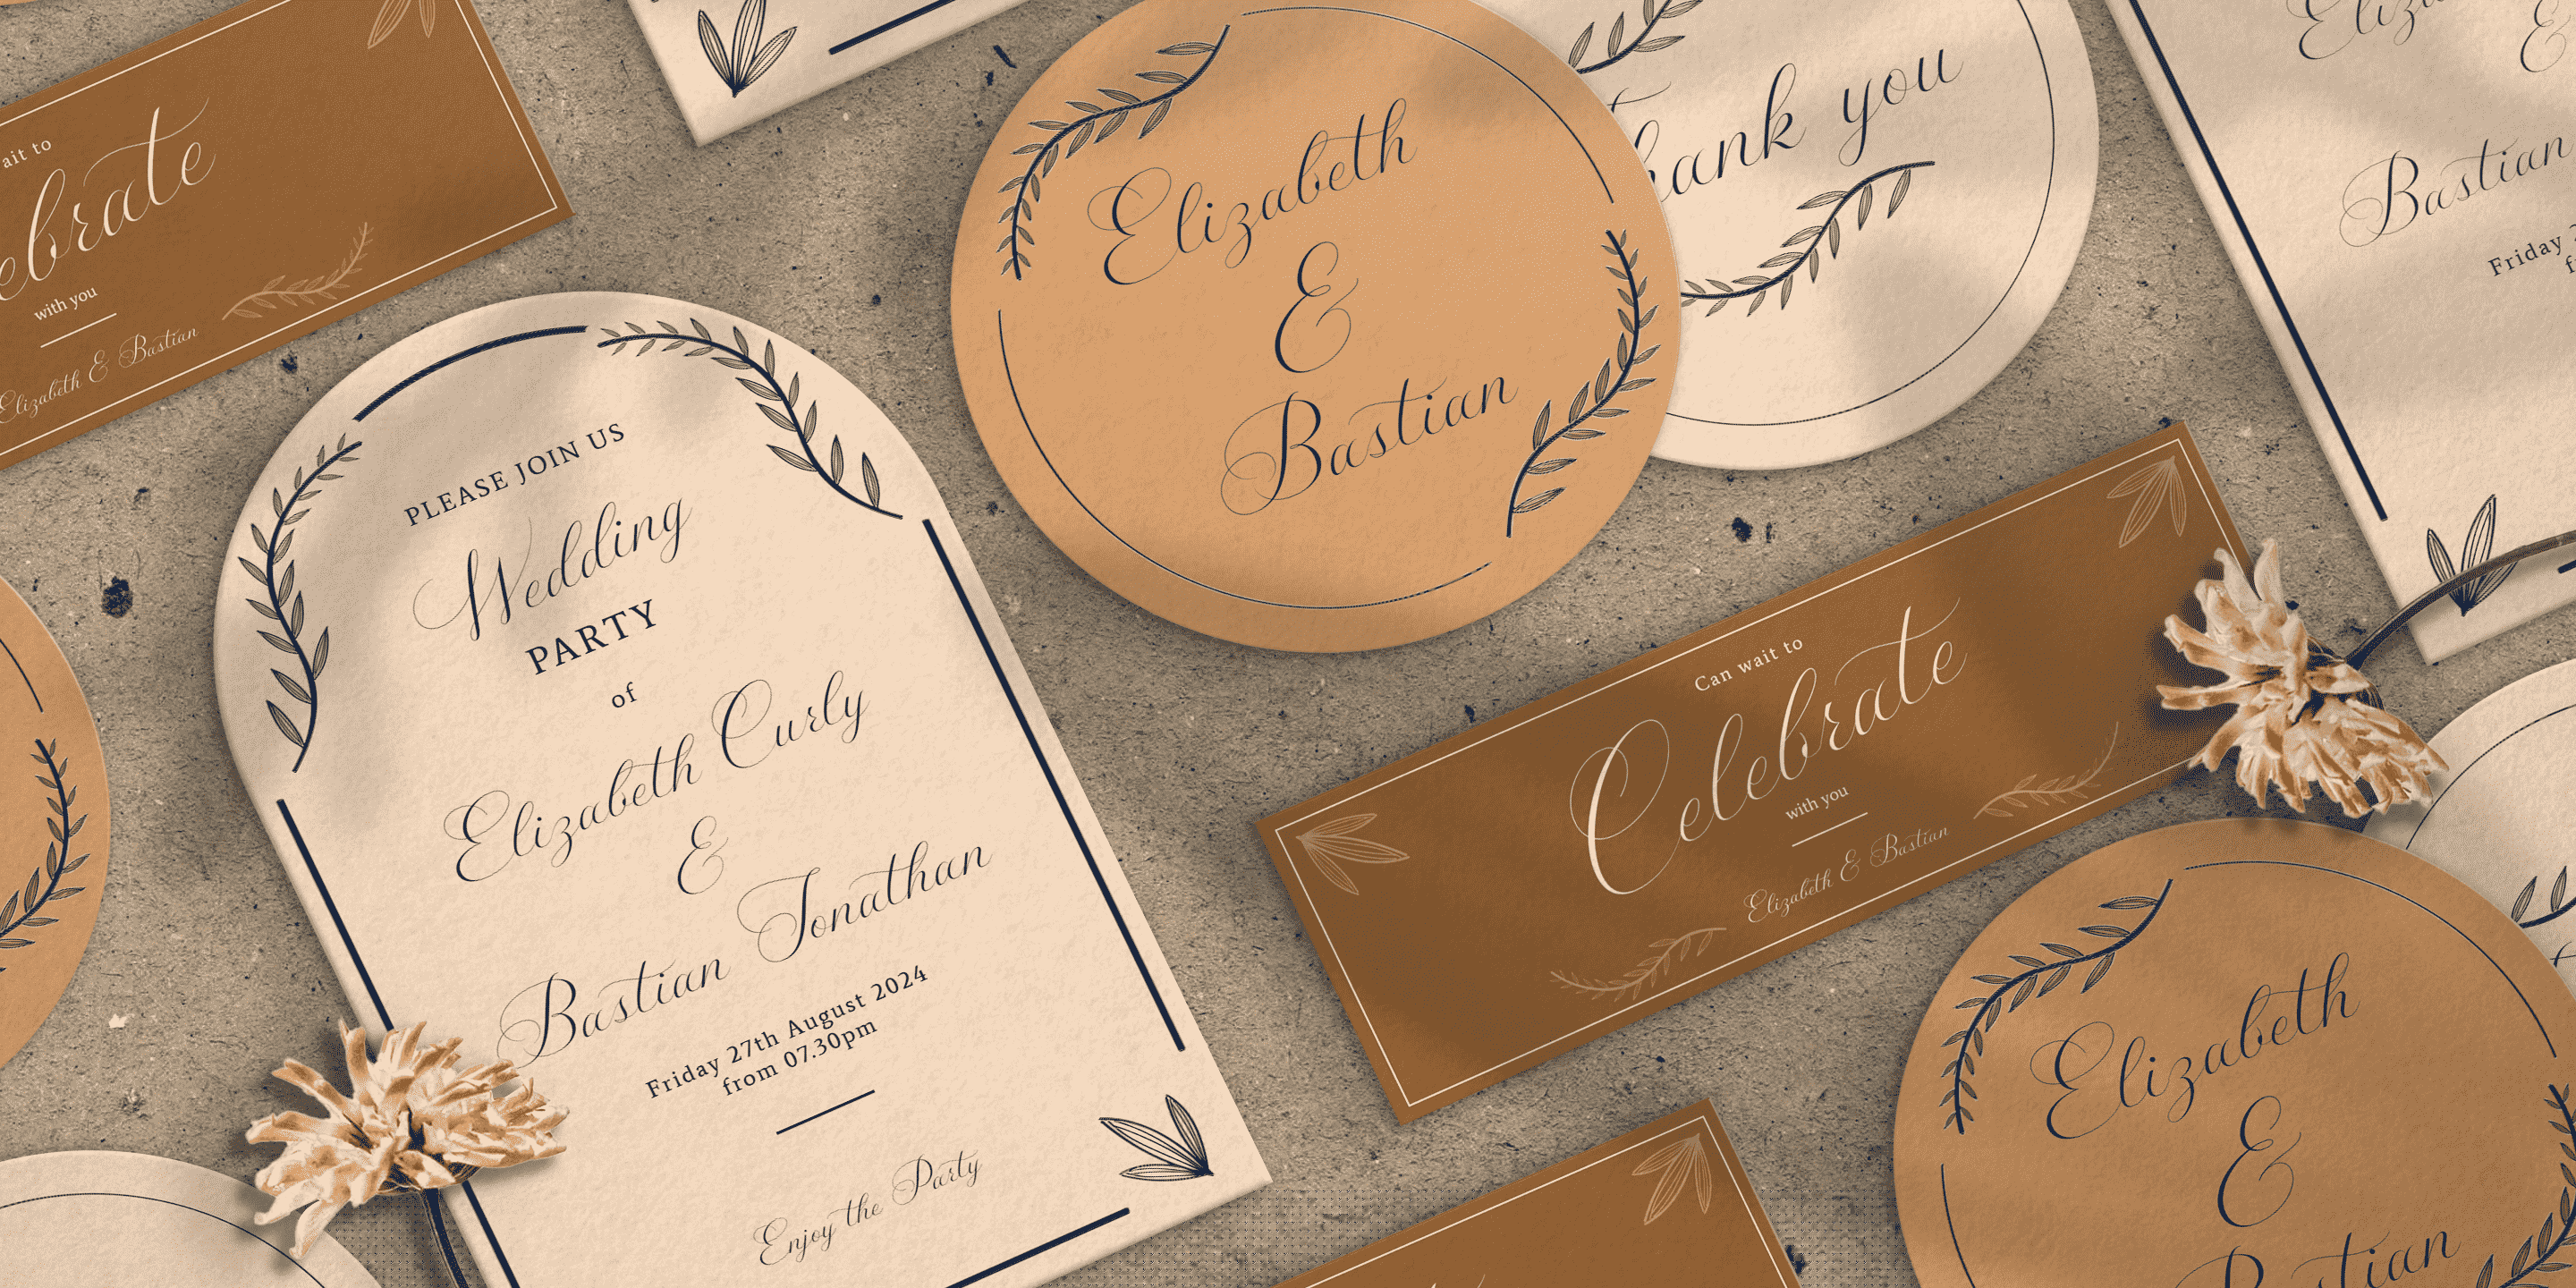 ait to
ebrate
with you
Elizabeth & Bastian
PLEASE JOIN US
Wedding
PARTY
of
Elizabeth Curly
&
Bastian Jonathan
Friday 27th August 2024
from 07.30pm
Enjoy the Party
Elizabeth
&
Bastian
hank you
Can wait to
Celebrate
with you
Elizabeth & Bastian
Bastian
Friday
Elizabeth
&
Bastian